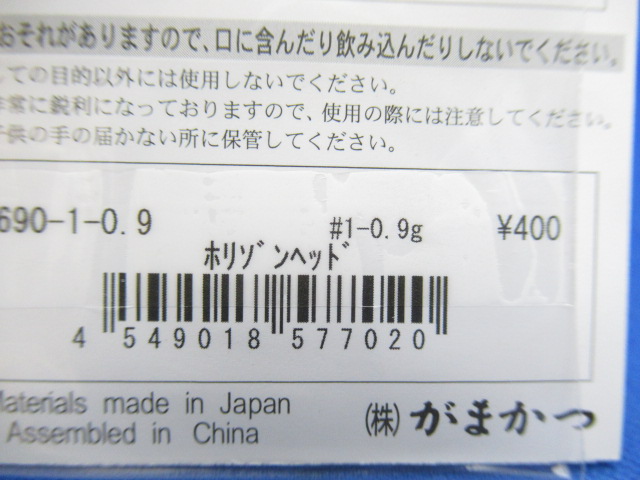 おそれがありますので、口に含んだり飲み込んだりしないでください。
しての目的以外には使用しないでください。
非常に鋭利になっておりますので、使用の際には注意してください。
子供の手の届かない所に保管してください。
690-1-0.9 #1-0.9g ¥400
ﾎﾘｿﾞﾝﾍｯﾄﾞ
4 549018 577020
Materials made in Japan
Assembled in China
(株) がまかつ